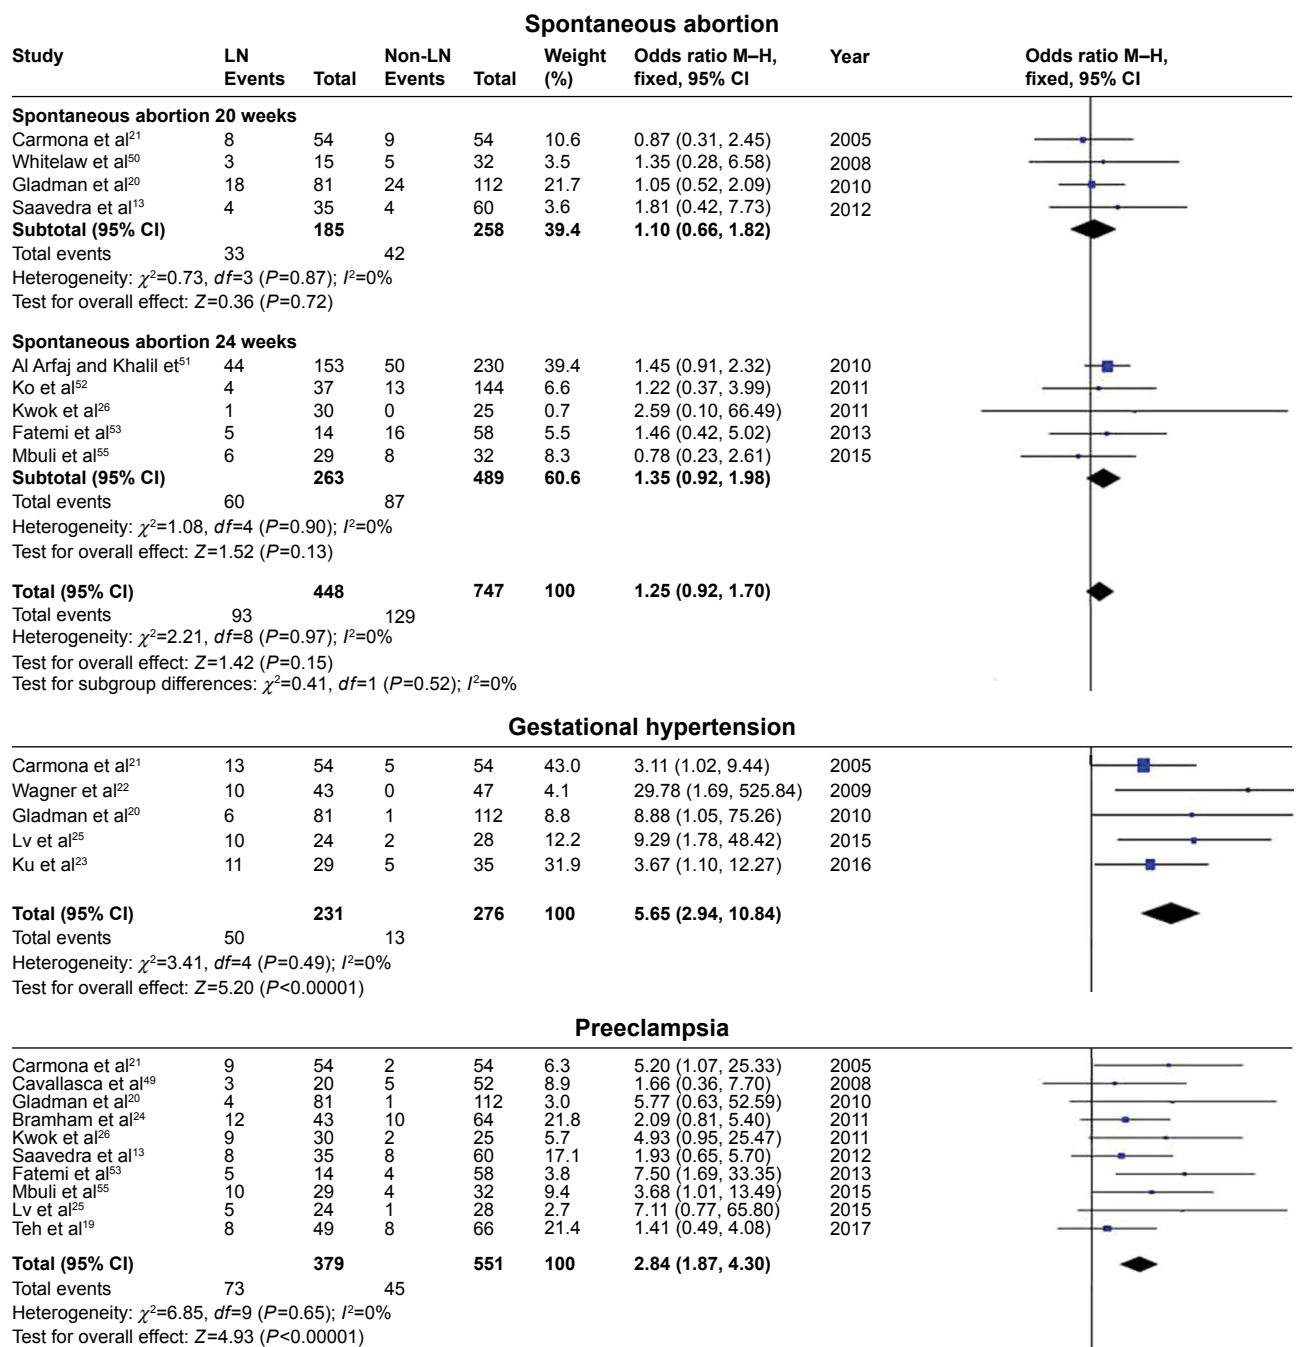 Spontaneous abortion
Study LN Non-LN Weight Odds ratio M–H, Year Odds ratio M–H,
Events Total Events Total (%) fixed, 95% CI fixed, 95% CI
Spontaneous abortion 20 weeks
Carmona et al21 8 54 9 54 10.6 0.87 (0.31, 2.45) 2005
Whitelaw et al50 3 15 5 32 3.5 1.35 (0.28, 6.58) 2008
Gladman et al20 18 81 24 112 21.7 1.05 (0.52, 2.09) 2010
Saavedra et al13 4 35 4 60 3.6 1.81 (0.42, 7.73) 2012
Subtotal (95% CI) 185 258 39.4 1.10 (0.66, 1.82)
Total events 33 42
Heterogeneity: χ2=0.73, df=3 (P=0.87); I2=0%
Test for overall effect: Z=0.36 (P=0.72)
Spontaneous abortion 24 weeks
Al Arfaj and Khalil et51 44 153 50 230 39.4 1.45 (0.91, 2.32) 2010
Ko et al52 4 37 13 144 6.6 1.22 (0.37, 3.99) 2011
Kwok et al26 1 30 0 25 0.7 2.59 (0.10, 66.49) 2011
Fatemi et al53 5 14 16 58 5.5 1.46 (0.42, 5.02) 2013
Mbuli et al55 6 29 8 32 8.3 0.78 (0.23, 2.61) 2015
Subtotal (95% CI) 263 489 60.6 1.35 (0.92, 1.98)
Total events 60 87
Heterogeneity: χ2=1.08, df=4 (P=0.90); I2=0%
Test for overall effect: Z=1.52 (P=0.13)
Total (95% CI) 448 747 100 1.25 (0.92, 1.70)
Total events 93 129
Heterogeneity: χ2=2.21, df=8 (P=0.97); I2=0%
Test for overall effect: Z=1.42 (P=0.15)
Test for subgroup differences: χ2=0.41, df=1 (P=0.52); I2=0%
Gestational hypertension
Carmona et al21 13 54 5 54 43.0 3.11 (1.02, 9.44) 2005
Wagner et al22 10 43 0 47 4.1 29.78 (1.69, 525.84) 2009
Gladman et al20 6 81 1 112 8.8 8.88 (1.05, 75.26) 2010
Lv et al25 10 24 2 28 12.2 9.29 (1.78, 48.42) 2015
Ku et al23 11 29 5 35 31.9 3.67 (1.10, 12.27) 2016
Total (95% CI) 231 276 100 5.65 (2.94, 10.84)
Total events 50 13
Heterogeneity: χ2=3.41, df=4 (P=0.49); I2=0%
Test for overall effect: Z=5.20 (P<0.00001)
Preeclampsia
Carmona et al21 9 54 2 54 6.3 5.20 (1.07, 25.33) 2005
Cavallasca et al49 3 20 5 52 8.9 1.66 (0.36, 7.70) 2008
Gladman et al20 4 81 1 112 3.0 5.77 (0.63, 52.59) 2010
Bramham et al24 12 43 10 64 21.8 2.09 (0.81, 5.40) 2011
Kwok et al26 9 30 2 25 5.7 4.93 (0.95, 25.47) 2011
Saavedra et al13 8 35 8 60 17.1 1.93 (0.65, 5.70) 2012
Fatemi et al53 5 14 4 58 3.8 7.50 (1.69, 33.35) 2013
Mbuli et al55 10 29 4 32 9.4 3.68 (1.01, 13.49) 2015
Lv et al25 5 24 1 28 2.7 7.11 (0.77, 65.80) 2015
Teh et al19 8 49 8 66 21.4 1.41 (0.49, 4.08) 2017
Total (95% CI) 379 551 100 2.84 (1.87, 4.30)
Total events 73 45
Heterogeneity: χ2=6.85, df=9 (P=0.65); I2=0%
Test for overall effect: Z=4.93 (P<0.00001)